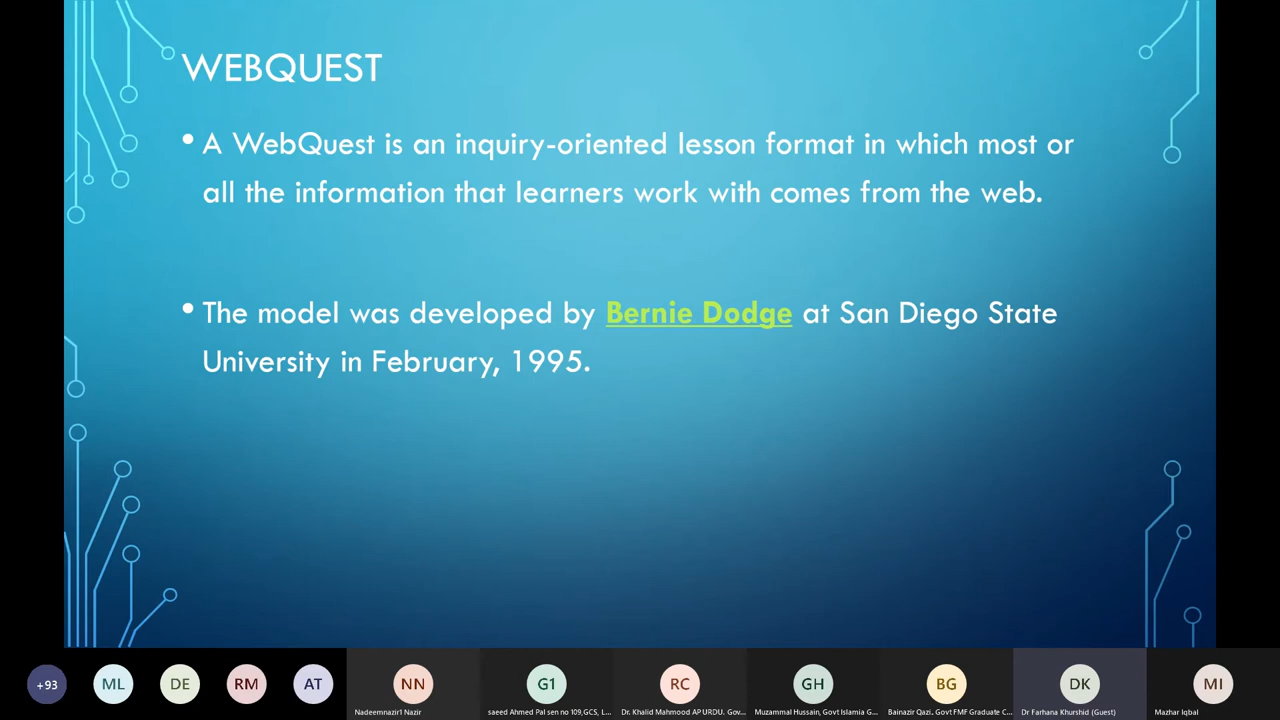 WEBQUEST
• A WebQuest is an inquiry-oriented lesson format in which most or
all the information that learners work with comes from the web.
• The model was developed by Bernie Dodge at San Diego State
University in February, 1995.
+93 ML DE RM AT NN G1 RC GH BG DK MI
Nadeemnazir1 Nazir saeed Ahmed Pal sen no 109,GCS, L... Dr. Khalid Mahmood AP URDU. Gov... Muzammal Hussain, Govt Islamia G... Bainazir Qazi. Govt FMF Graduate C... Dr Farhana Khurshid (Guest) Mazhar Iqbal